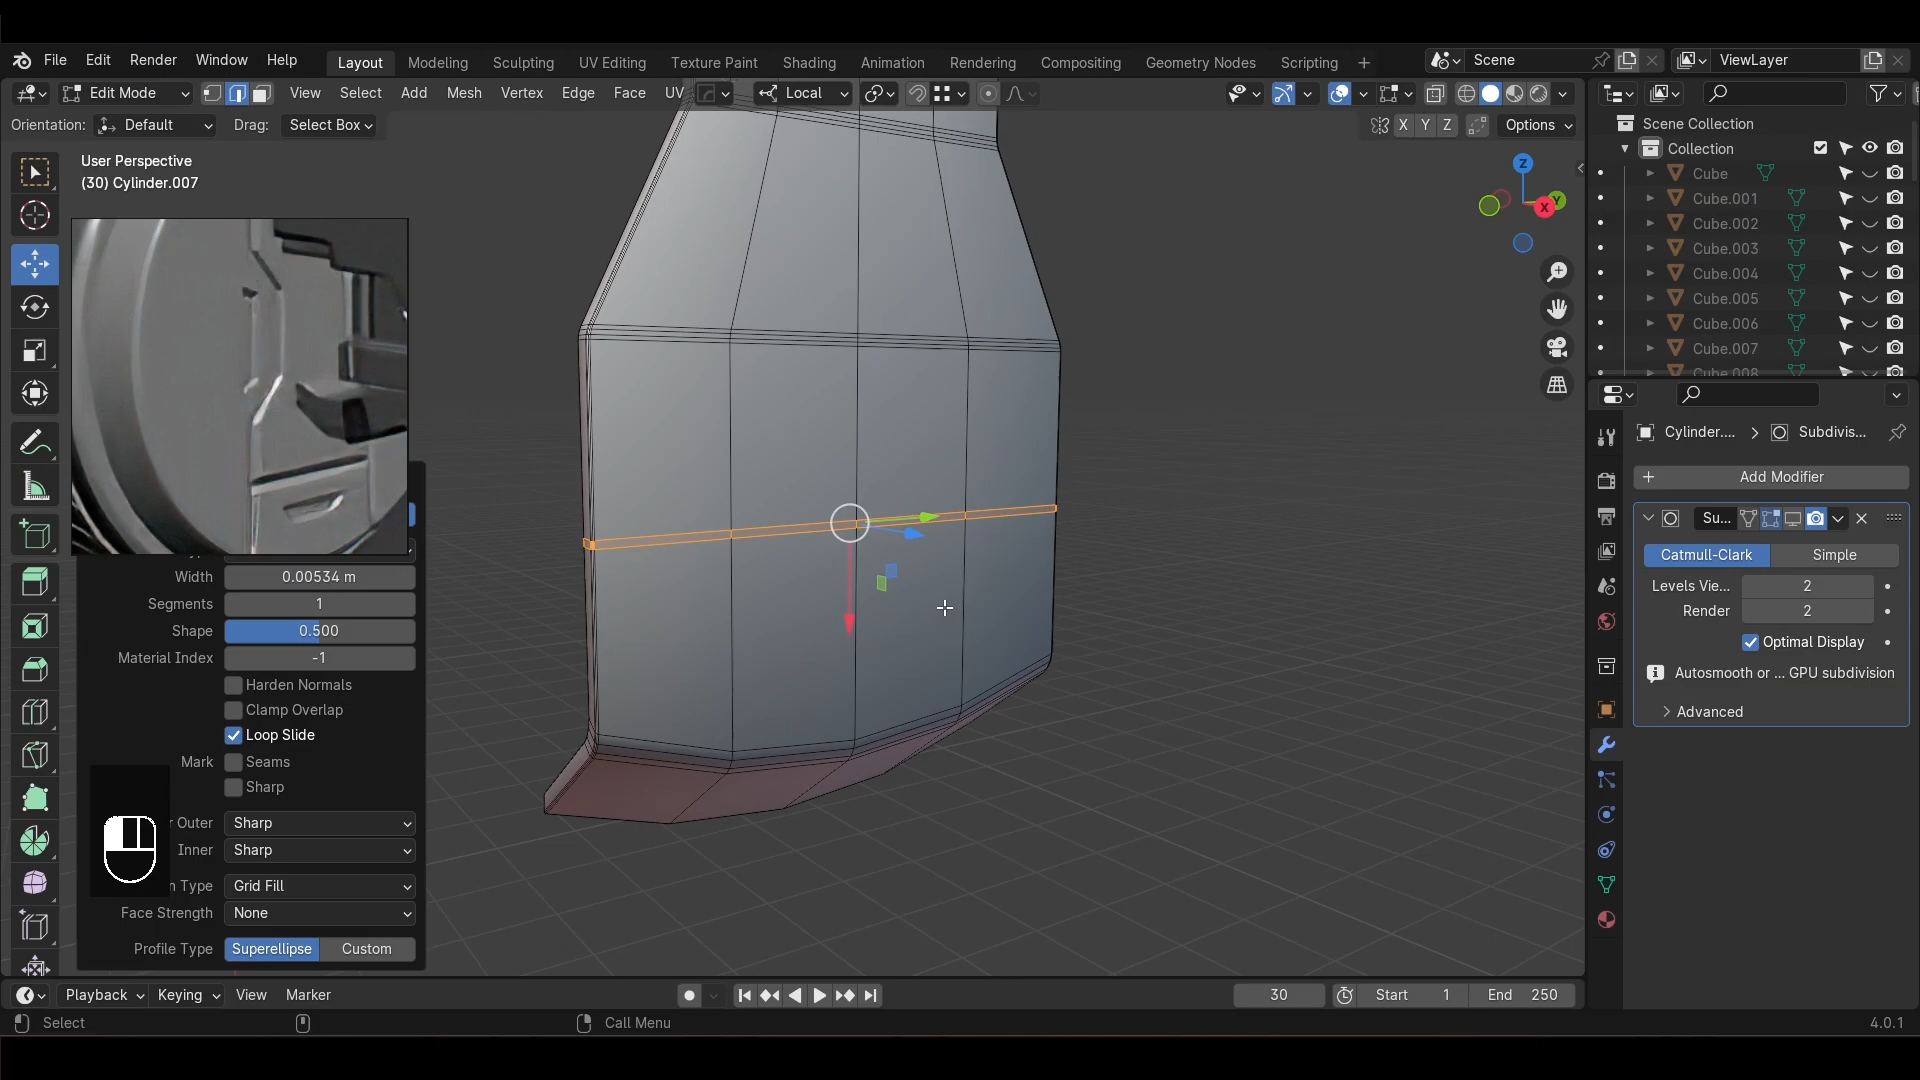 File Edit Render Window Help Layout Modeling Sculpting UV Editing Texture Paint Shading Animation Rendering Compositing Geometry Nodes Scripting Scene ViewLayer
Edit Mode View Select Add Mesh Vertex Edge Face UV Local
Orientation: Default Drag: Select Box X Y Z Options
User Perspective
(30) Cylinder.007
Z
Y
X
Scene Collection
Collection
Cube
Cube.001
Cube.002
Cube.003
Cube.004
Cube.005
Cube.006
Cube.007
Cube.008
Cylinder.... Subdivis...
Add Modifier
Su...
Catmull-Clark Simple
Levels Vie... 2
Render 2
Optimal Display
Autosmooth or ... GPU subdivision
Advanced
Width 0.00534 m
Segments 1
Shape 0.500
Material Index -1
Harden Normals
Clamp Overlap
Loop Slide
Mark Seams
Sharp
r Outer Sharp
Inner Sharp
n Type Grid Fill
Face Strength None
Profile Type Superellipse Custom
Playback Keying View Marker 30 Start 1 End 250
Select Call Menu 4.0.1